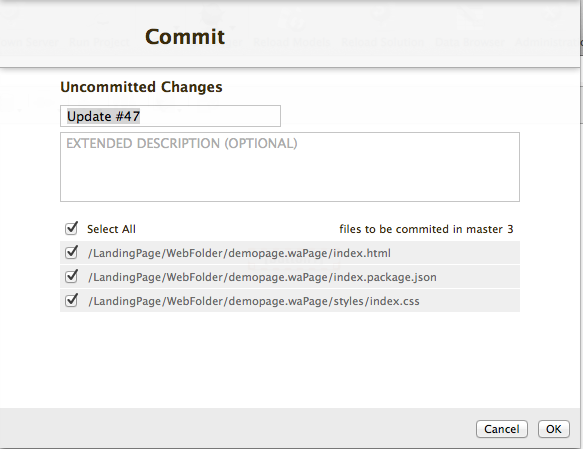 Commit
Uncommitted Changes
Update #47
EXTENDED DESCRIPTION (OPTIONAL)
Select All files to be commited in master 3
/LandingPage/WebFolder/demopage.waPage/index.html
/LandingPage/WebFolder/demopage.waPage/index.package.json
/LandingPage/WebFolder/demopage.waPage/styles/index.css
Cancel OK